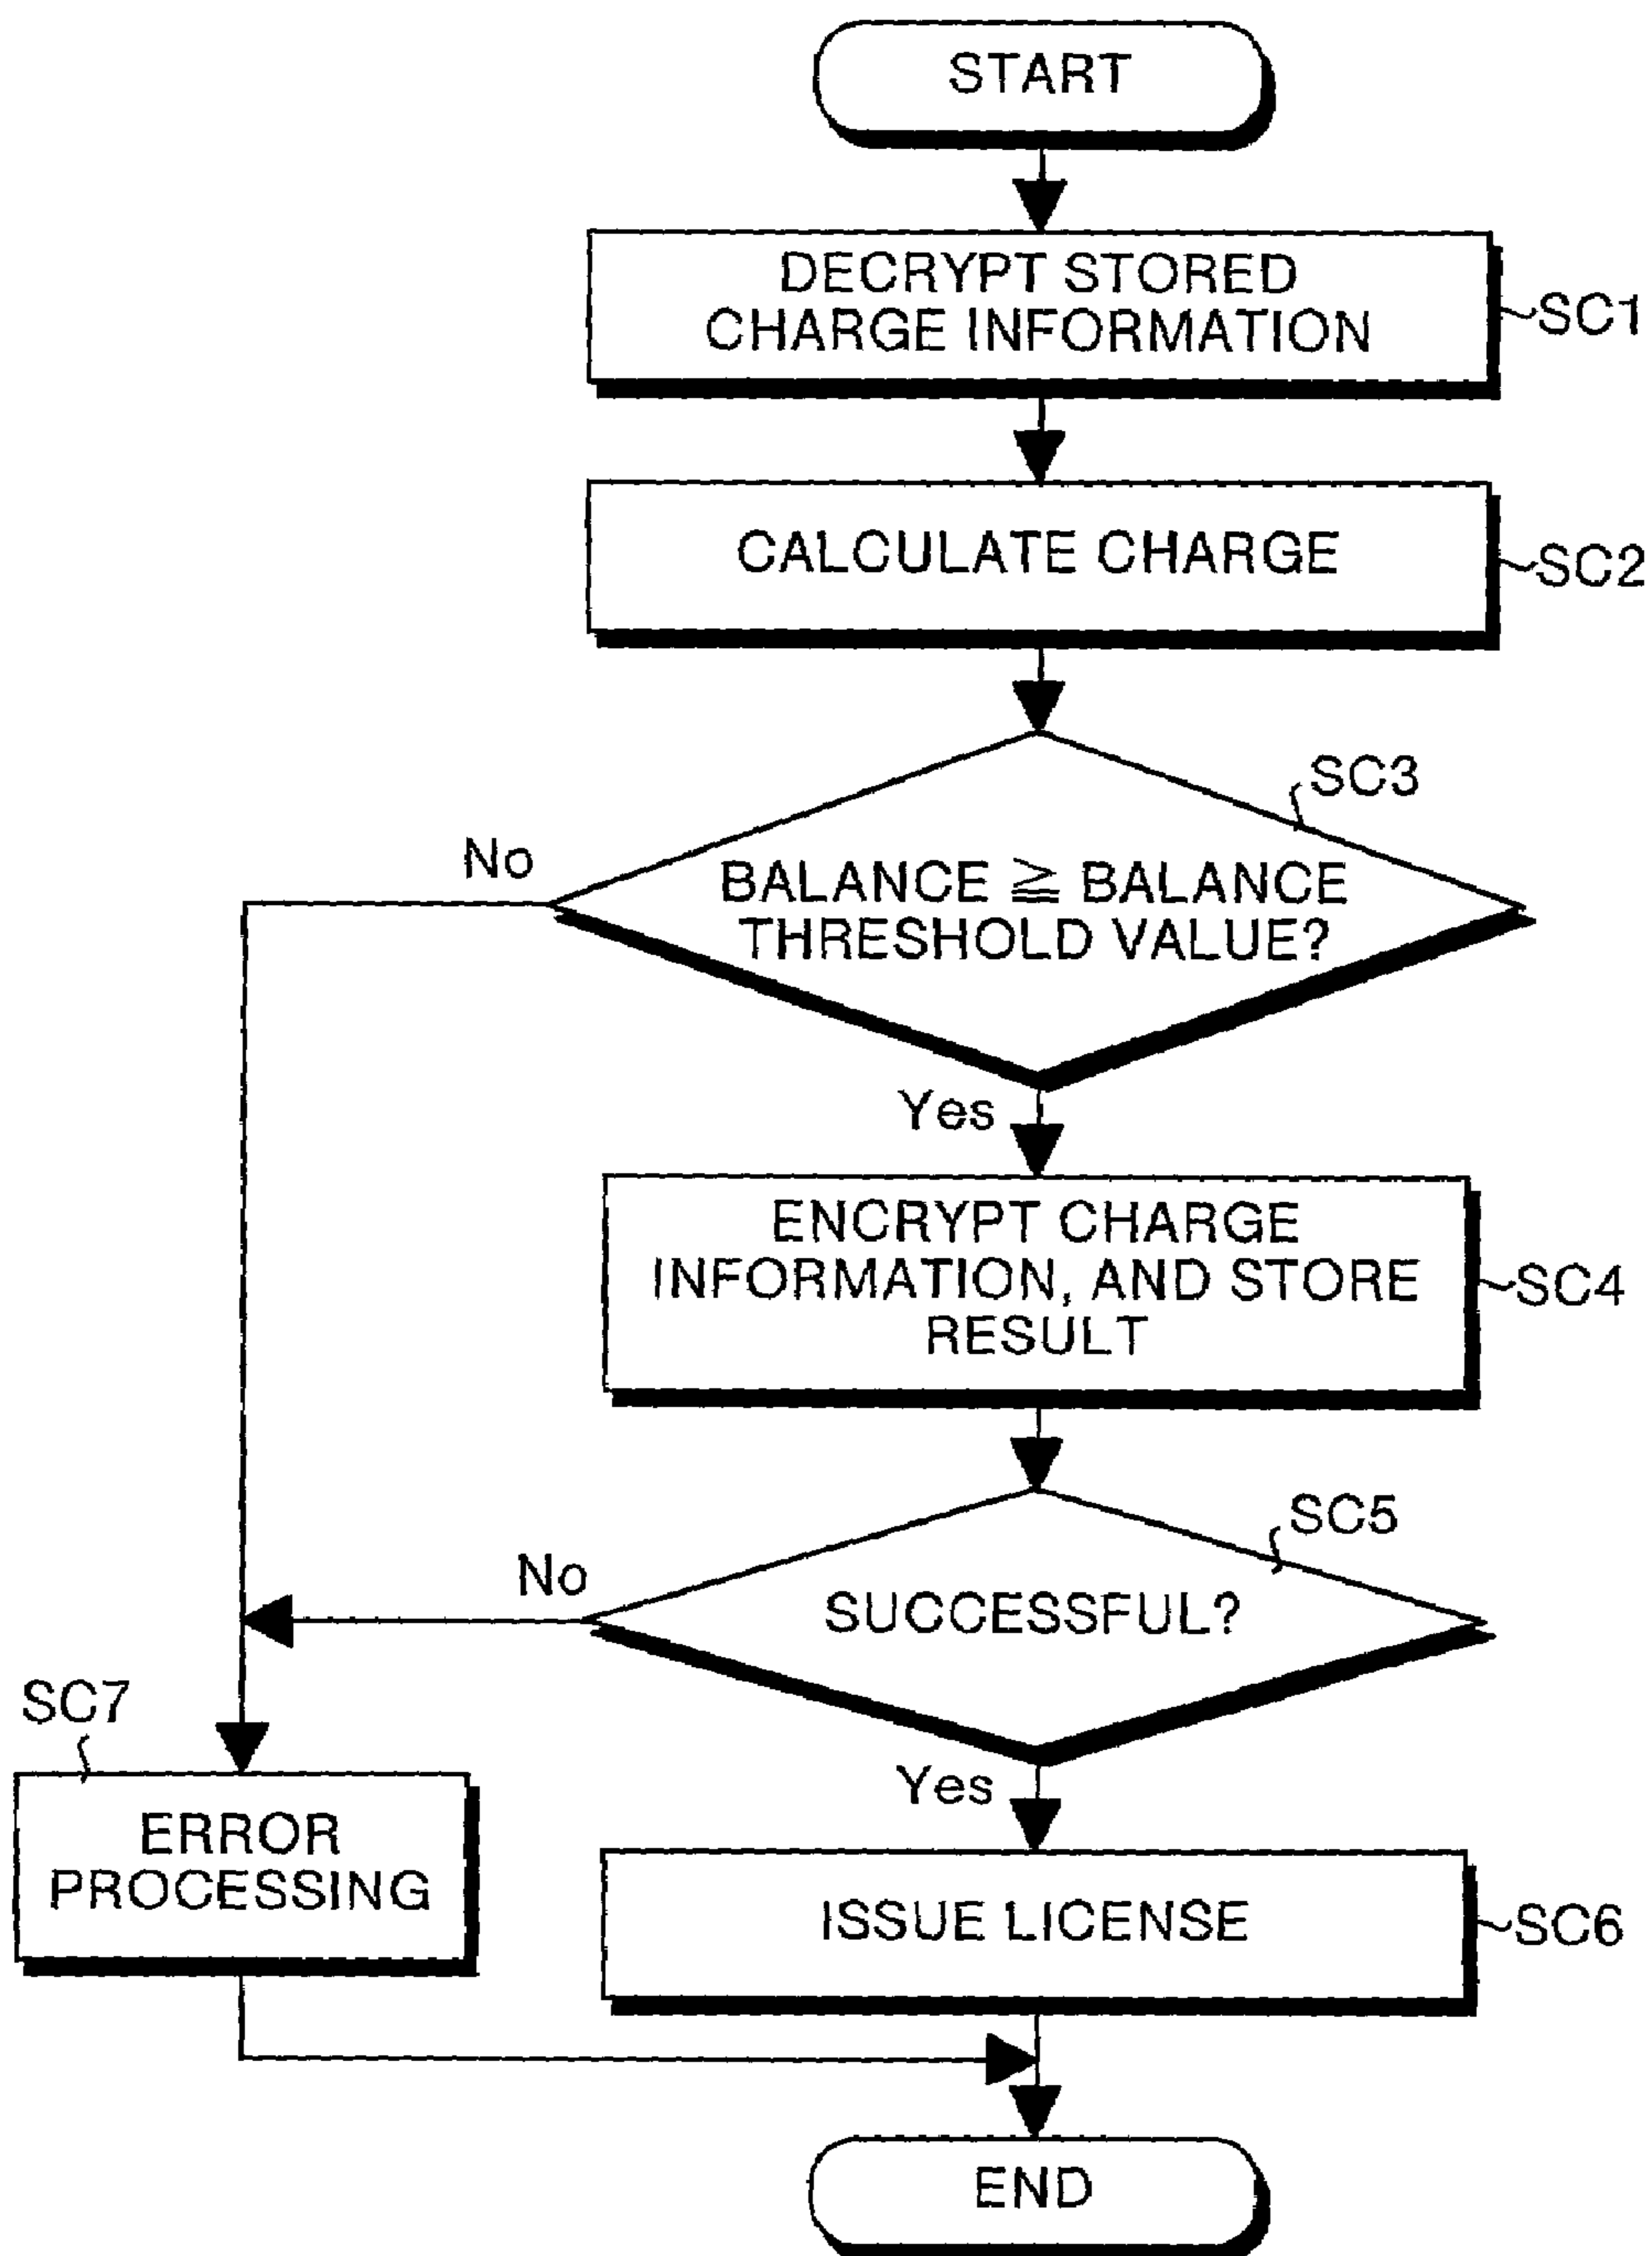 START
DECRYPT STORED
CHARGE INFORMATION
SC1
CALCULATE CHARGE
SC2
SC3
No
BALANCE ≧ BALANCE
THRESHOLD VALUE?
Yes
ENCRYPT CHARGE
INFORMATION, AND STORE
RESULT
SC4
SC5
No
SUCCESSFUL?
SC7
Yes
ERROR
PROCESSING
ISSUE LICENSE
SC6
END